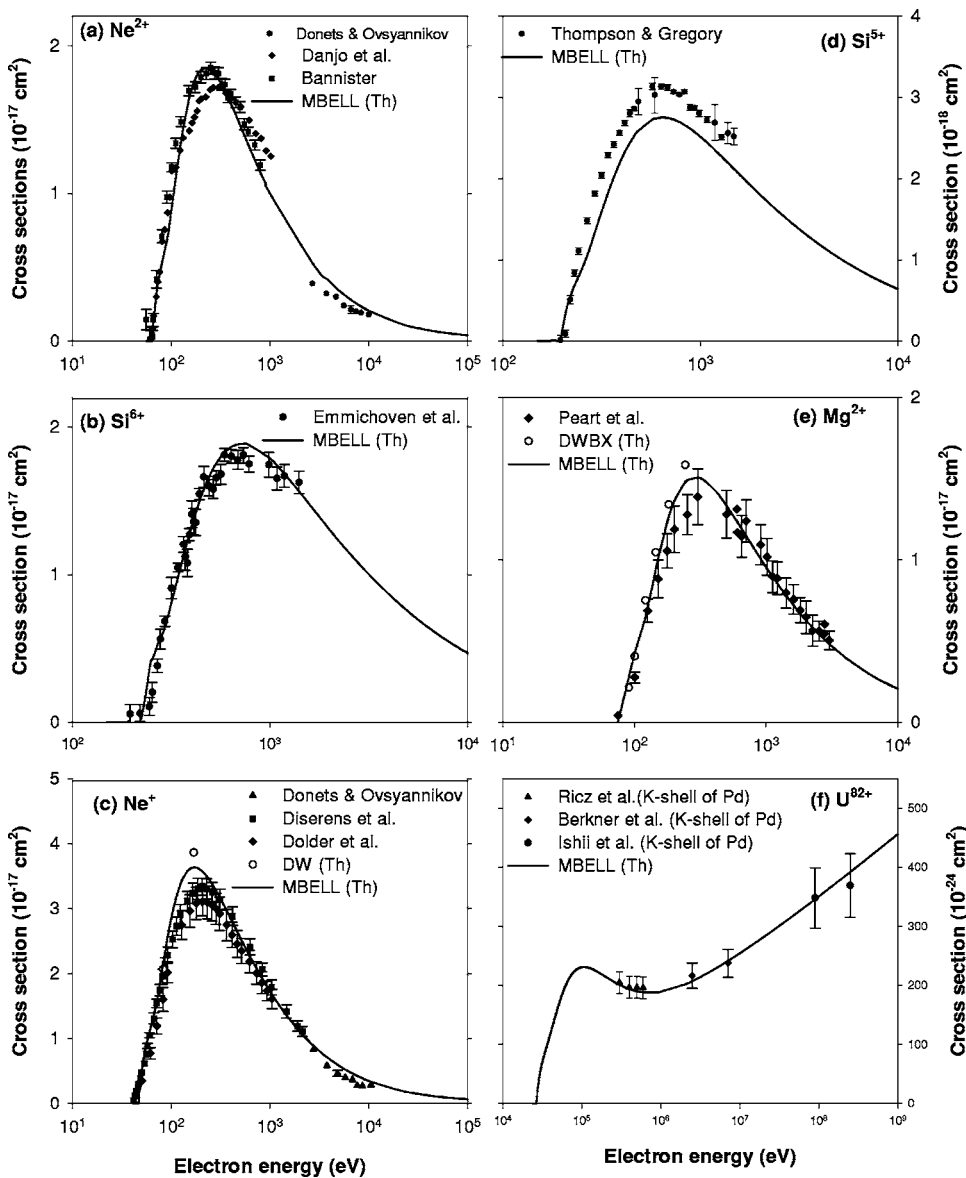 (a) Ne2+
Donets & Ovsyannikov
Danjo et al.
Bannister
MBELL (Th)
Cross sections (10-17 cm2)
2
1
0
101 102 103 104 105
(d) Si5+
Thompson & Gregory
MBELL (Th)
Cross sections (10-18 cm2)
4
3
2
1
0
103 104
(b) Si6+
Emmichoven et al.
MBELL (Th)
Cross section (10-17 cm2)
2
1
0
102 103 104
(e) Mg2+
Peart et al.
DWBX (Th)
MBELL (Th)
Cross section (10-17 cm2)
2
1
0
101 102 103 104
(c) Ne+
Donets & Ovsyannikov
Diserens et al.
Dolder et al.
DW (Th)
MBELL (Th)
Cross section (10-17 cm2)
5
4
3
2
1
0
101 102 103 104 105
Electron energy (eV)
(f) U82+
Ricz et al.(K-shell of Pd)
Berkner et al. (K-shell of Pd)
Ishii et al. (K-shell of Pd)
MBELL (Th)
Cross section (10-24 cm2)
500
400
300
200
100
0
104 105 106 107 108 109
Electron energy (eV)